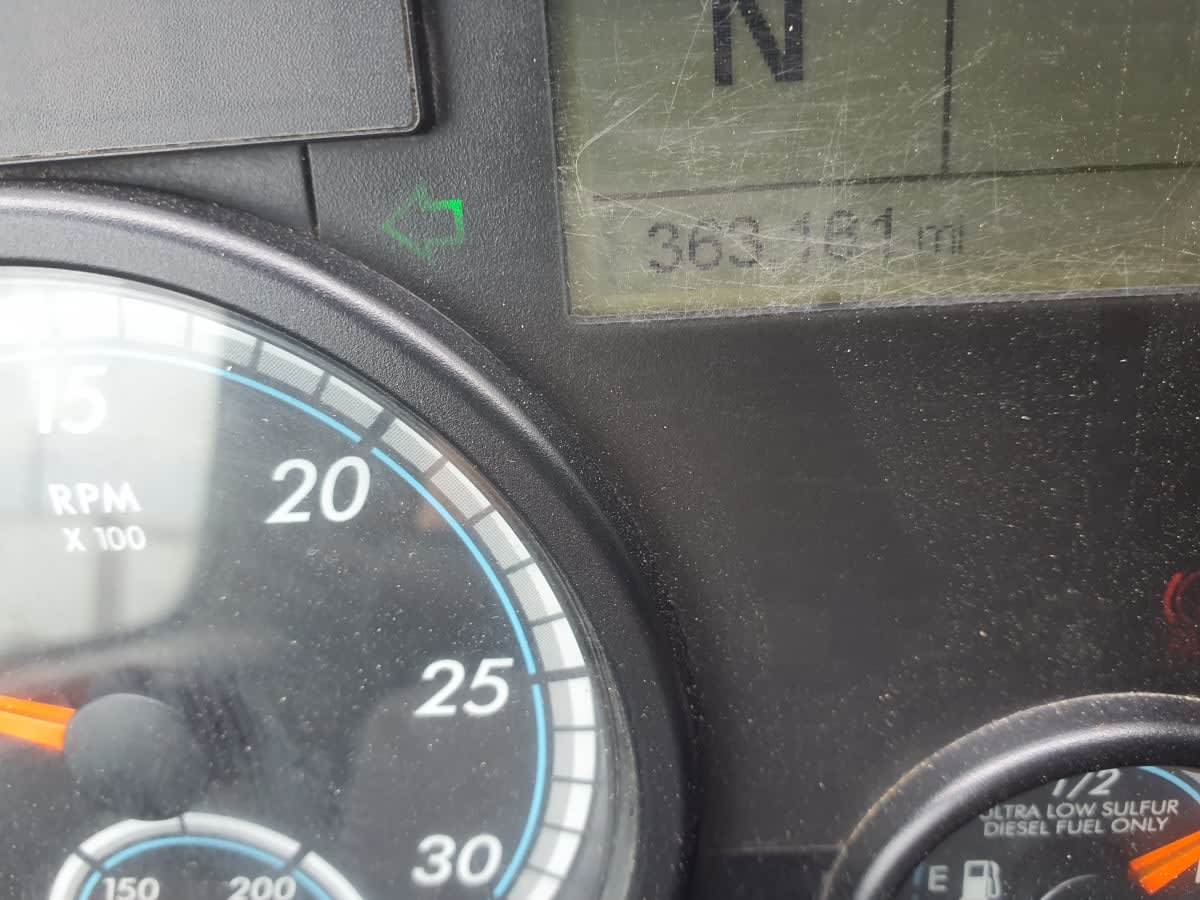 N
363,181 mi
15
20
RPM
X 100
25
30
150 200
1/2
ULTRA LOW SULFUR
DIESEL FUEL ONLY
E